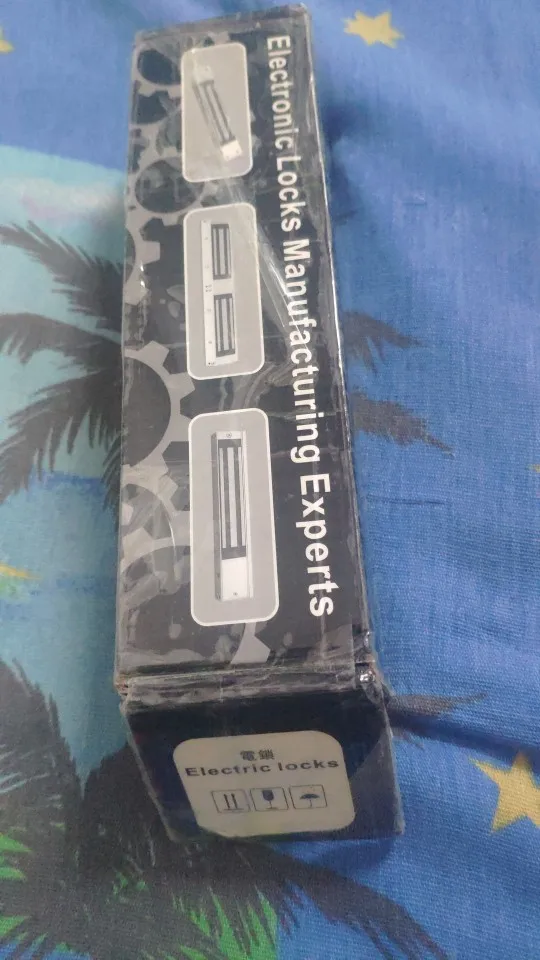 Electronic Locks Manufacturing Experts
電鎖
Electric locks